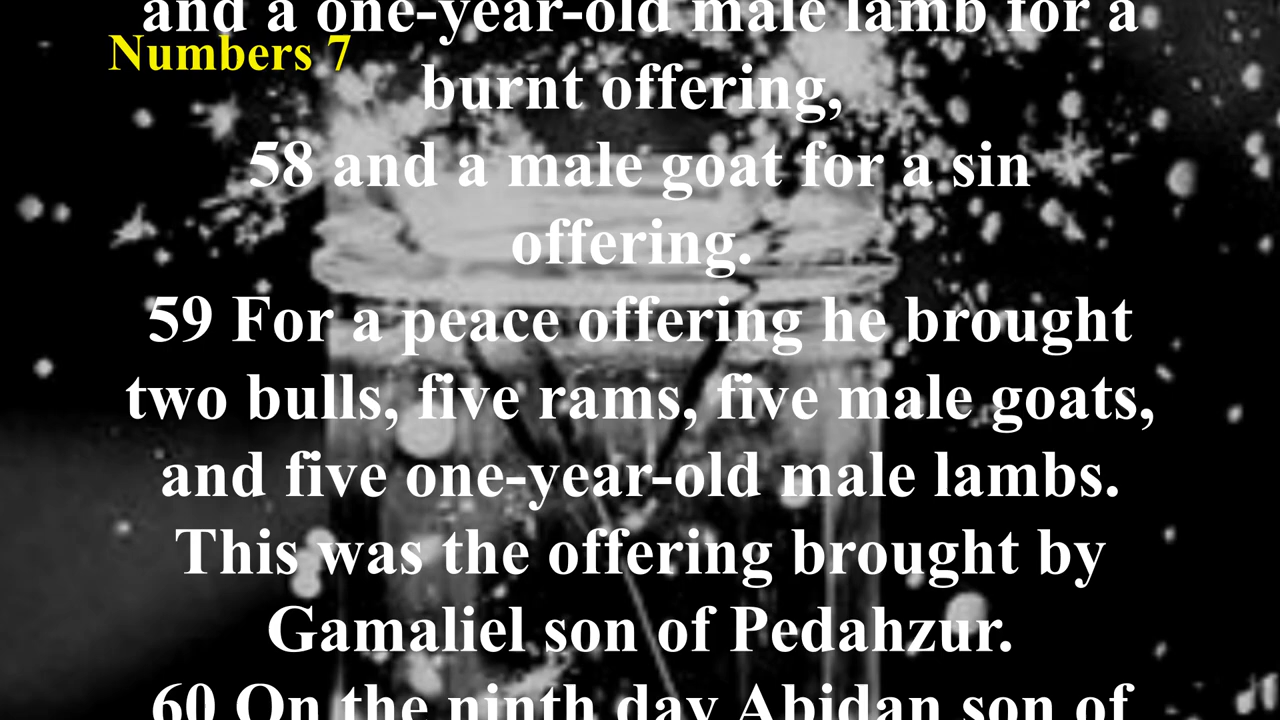 and a one-year-old male lamb for a
Numbers 7
burnt offering,
58 and a male goat for a sin
offering.
59 For a peace offering he brought
two bulls, five rams, five male goats,
and five one-year-old male lambs.
This was the offering brought by
Gamaliel son of Pedahzur.
60 On the ninth day Abidan son of